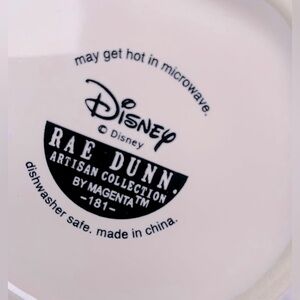 may get hot in microwave.
Disney
© Disney
RAE DUNN.
ARTISAN COLLECTION
BY MAGENTA™
-181-
dishwasher safe. made in china.